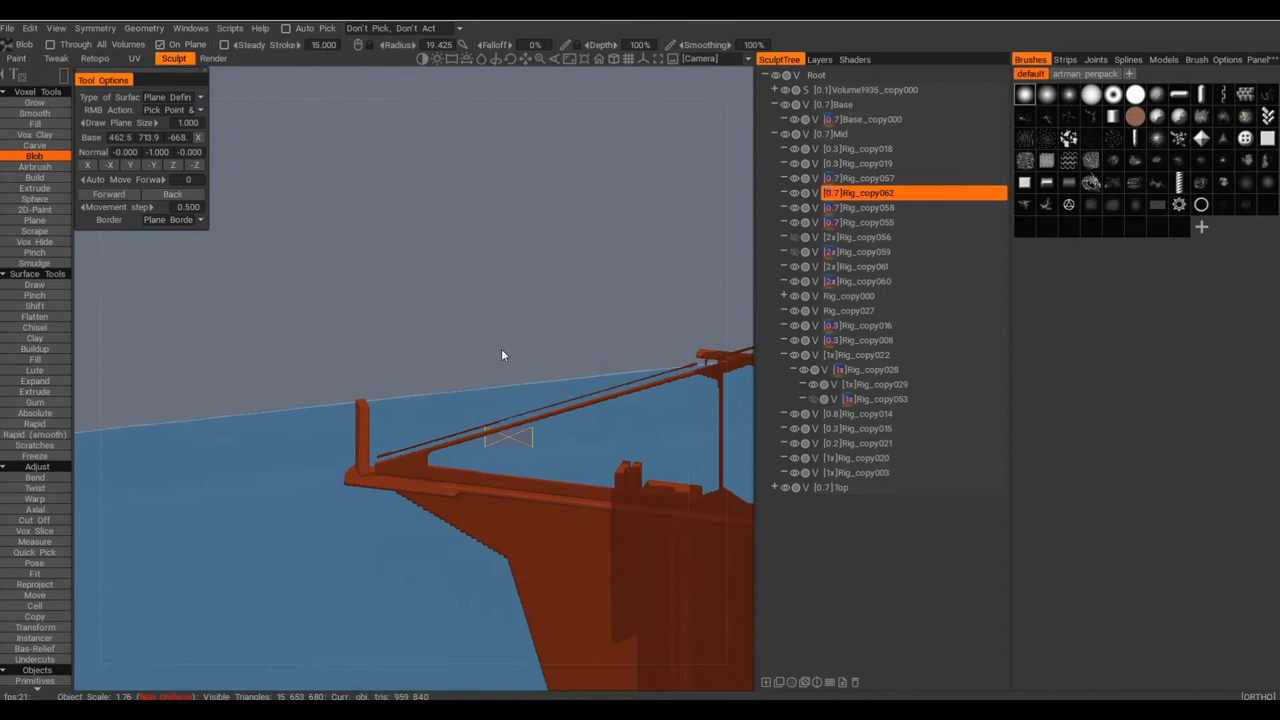 File Edit View Symmetry Geometry Windows Scripts Help Auto Pick Don't Pick, Don't Act
Blob Through All Volumes On Plane Steady Stroke 15.000 Radius 19.425 Falloff 0% Depth 100% Smoothing 100%
Paint Tweak Retopo UV Sculpt Render [Camera]
Tool Options
Type of Surfac Plane Defin
RMB Action: Pick Point &
Draw Plane Size 1.000
Base 462.5 713.9 -668. X
Normal -0.000 -1.000 -0.000
X -X Y -Y Z -Z
Auto Move Forwa 0
Forward Back
Movement step 0.500
Border Plane Borde
Voxel Tools
Grow
Smooth
Fill
Vox Clay
Carve
Blob
Airbrush
Build
Extrude
Sphere
2D-Paint
Plane
Scrape
Vox Hide
Pinch
Smudge
Surface Tools
Draw
Pinch
Shift
Flatten
Chisel
Clay
Buildup
Fill
Lute
Expand
Extrude
Gum
Absolute
Rapid
Rapid (smooth)
Scratches
Freeze
Adjust
Bend
Twist
Warp
Axial
Cut Off
Vox Slice
Measure
Quick Pick
Pose
Fit
Reproject
Move
Cell
Copy
Transform
Instancer
Bas-Relief
Undercuts
Objects
Primitives
SculptTree Layers Shaders
V Root
S [0.1]Volume1935_copy000
V [0.7]Base
V [0.7]Base_copy000
V [0.7]Mid
V [0.3]Rig_copy018
V [0.3]Rig_copy019
V [0.7]Rig_copy057
V [0.7]Rig_copy062
V [0.7]Rig_copy058
V [0.7]Rig_copy055
V [2x]Rig_copy056
V [2x]Rig_copy059
V [2x]Rig_copy061
V [2x]Rig_copy060
V Rig_copy000
V Rig_copy027
V [0.3]Rig_copy016
V [0.3]Rig_copy008
V [1x]Rig_copy022
V [1x]Rig_copy028
V [1x]Rig_copy029
V [1x]Rig_copy053
V [0.8]Rig_copy014
V [0.3]Rig_copy015
V [0.2]Rig_copy021
V [1x]Rig_copy020
V [1x]Rig_copy003
V [0.7]Top
Brushes Strips Joints Splines Models Brush Options Pane
default artman penpack
fps:21; Object Scale: 1.76 (Non Uniform); Visible Triangles: 15 653 680; Curr. obj. tris: 959 840
[ORTHO]